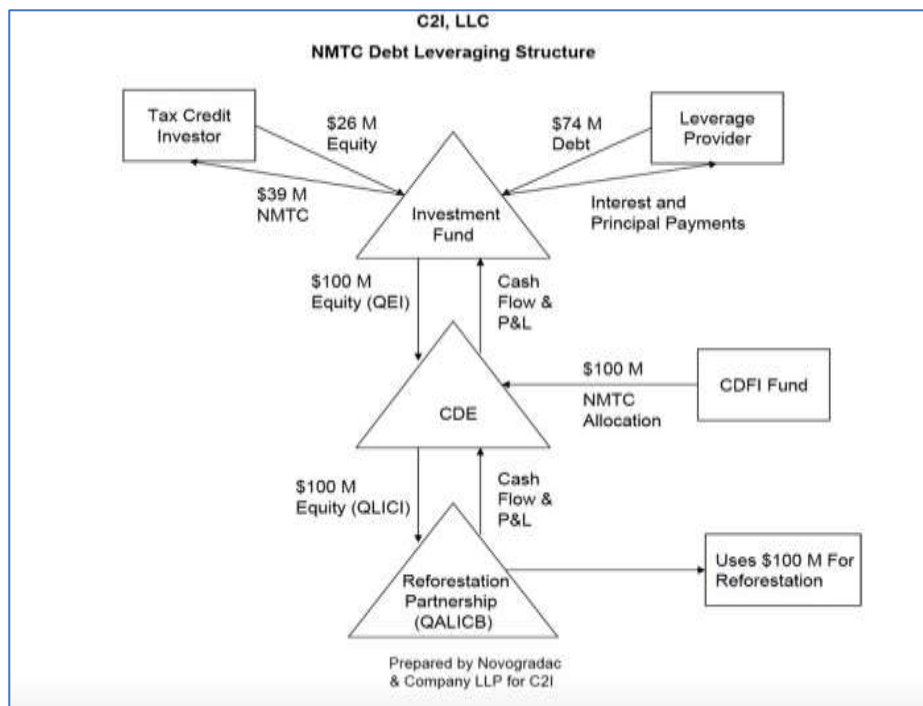 C2I, LLC
NMTC Debt Leveraging Structure
Tax Credit
Investor
$26 M
Equity
$74 M
Debt
Leverage
Provider
$39 M
NMTC
Investment
Fund
Interest and
Principal Payments
$100 M
Equity (QEI)
Cash
Flow &
P&L
CDE
$100 M
NMTC
Allocation
CDFI Fund
$100 M
Equity (QLICI)
Cash
Flow &
P&L
Reforestation
Partnership
(QALICB)
Uses $100 M For
Reforestation
Prepared by Novogradac
& Company LLP for C2I